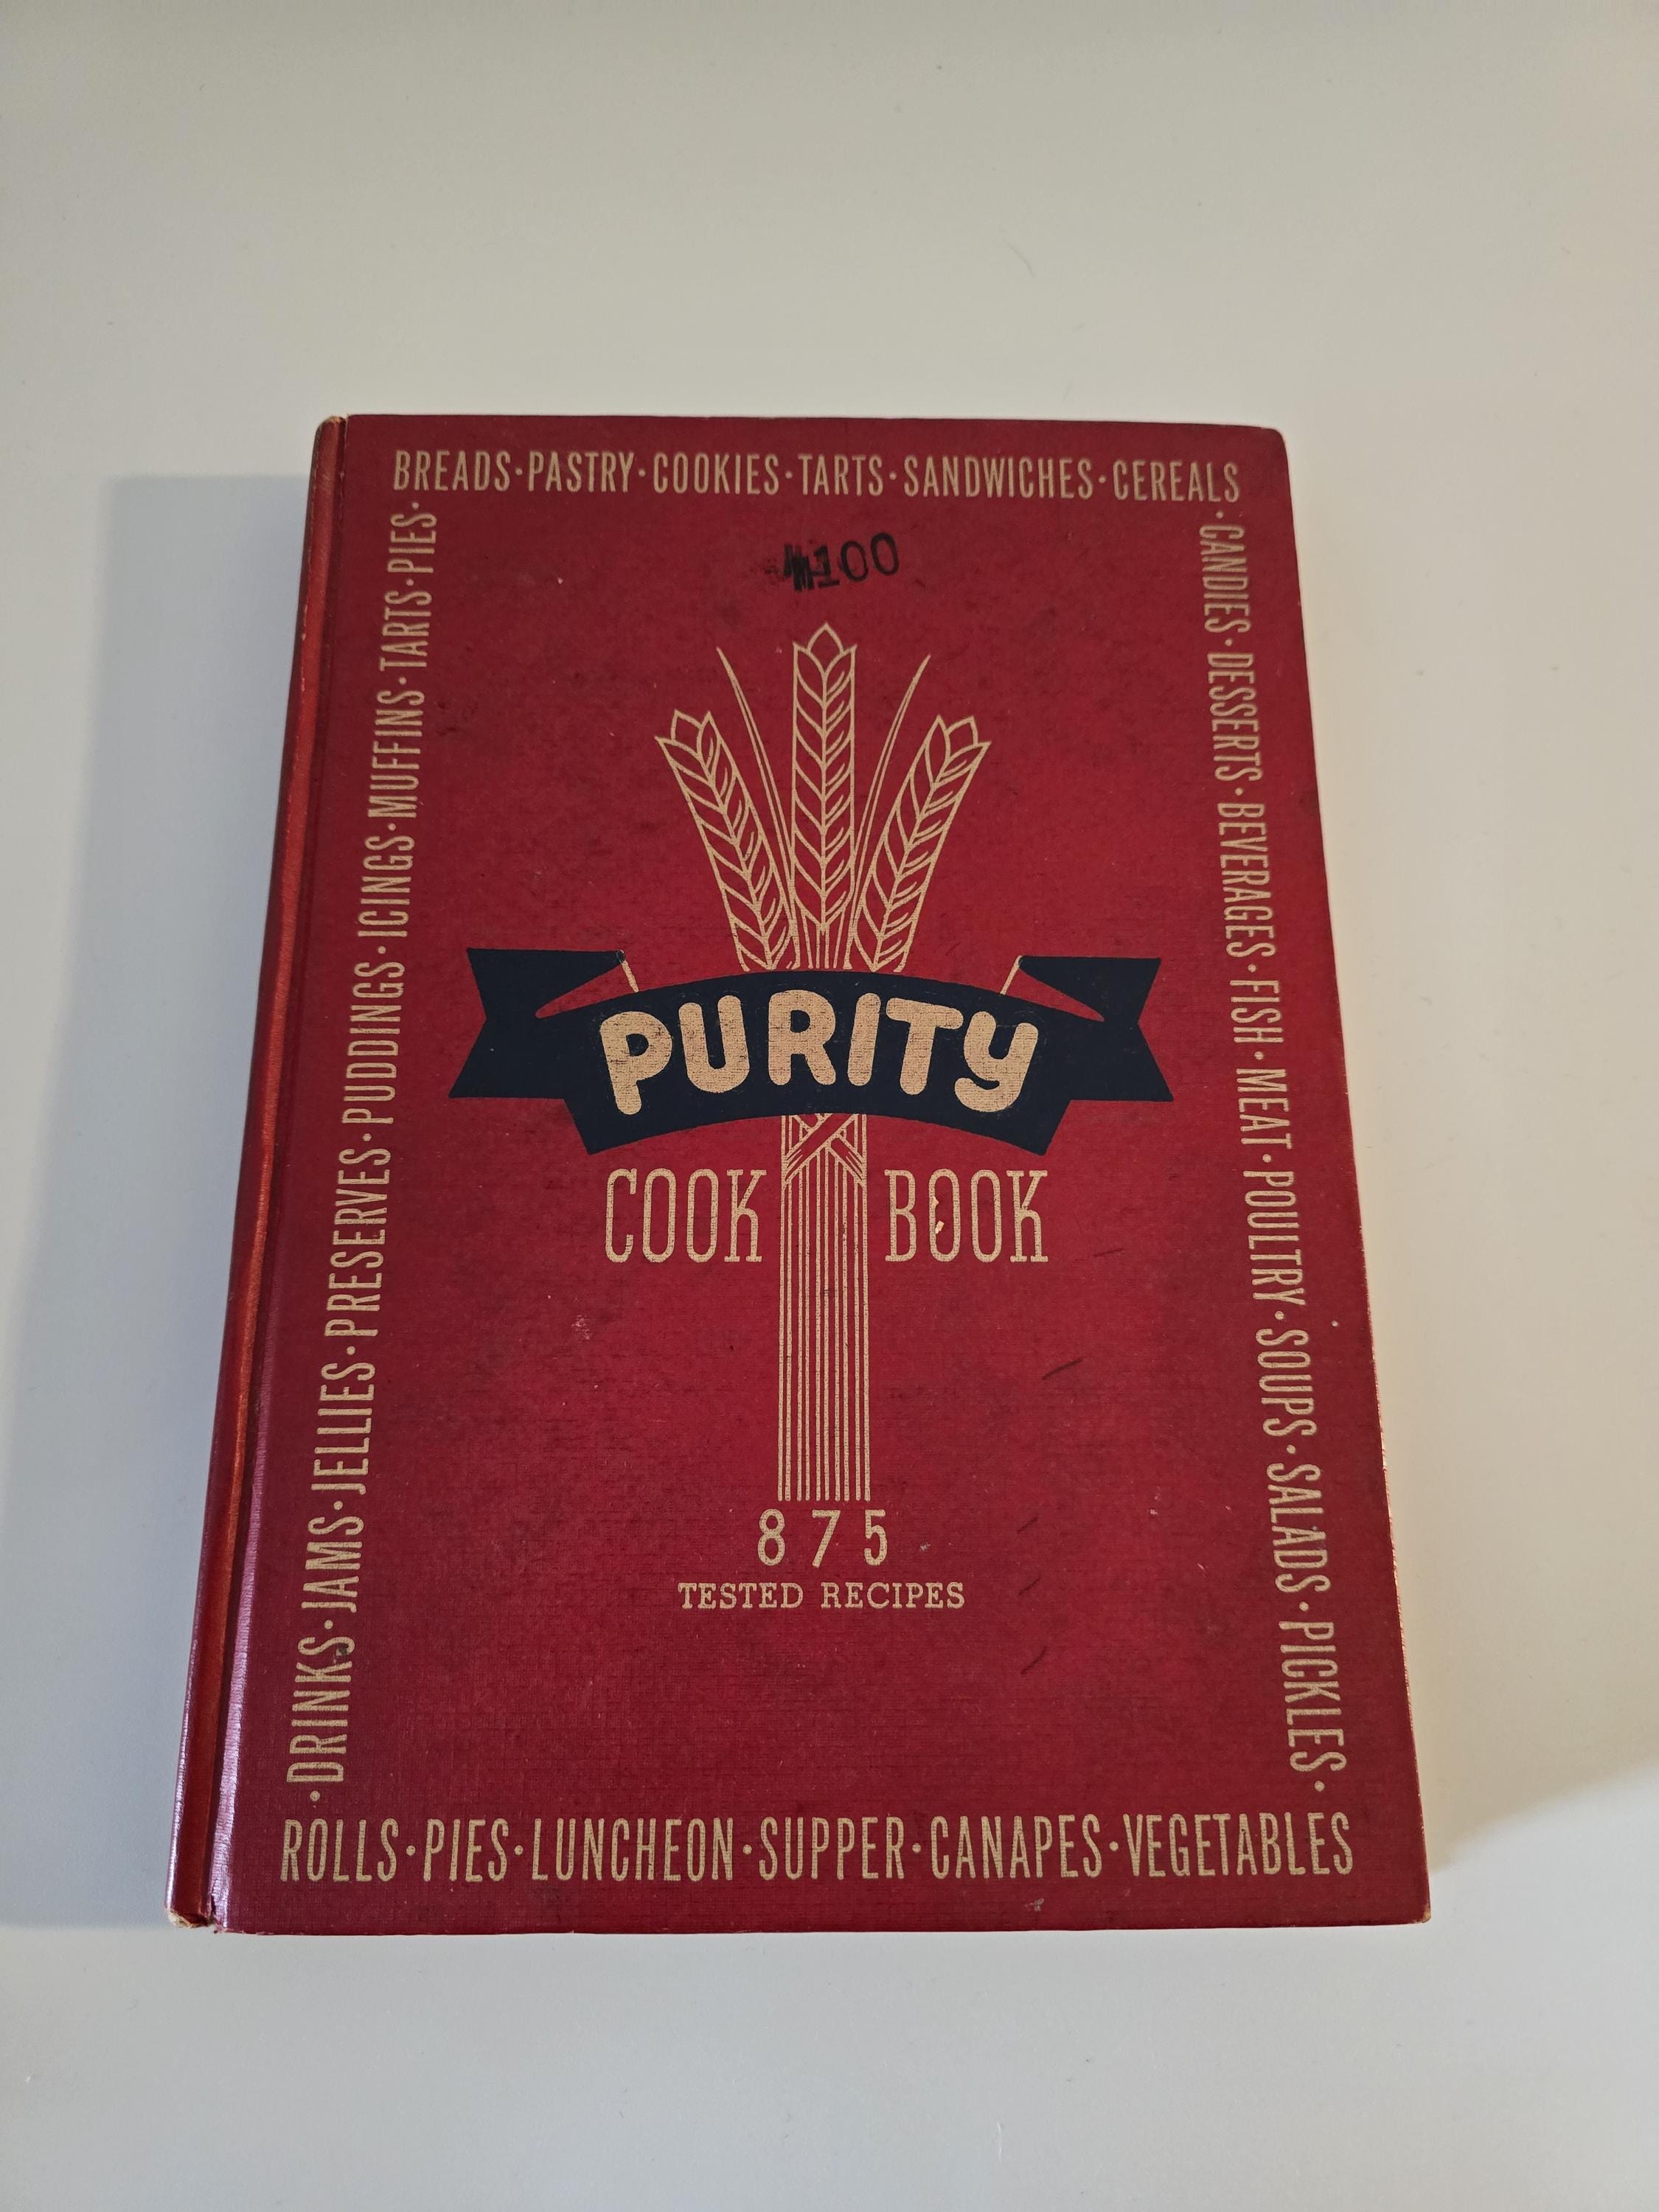 BREADS·PASTRY·COOKIES·TARTS·SANDWICHES·CEREALS
·CANDIES·DESSERTS·BEVERAGES·FISH·MEAT·POULTRY·SOUPS·SALADS·PICKLES·
·DRINKS·JAMS·JELLIES·PRESERVES·PUDDINGS·ICINGS·MUFFINS·TARTS·PIES·
100
PURITY
COOK BOOK
875
TESTED RECIPES
ROLLS·PIES·LUNCHEON·SUPPER·CANAPES·VEGETABLES